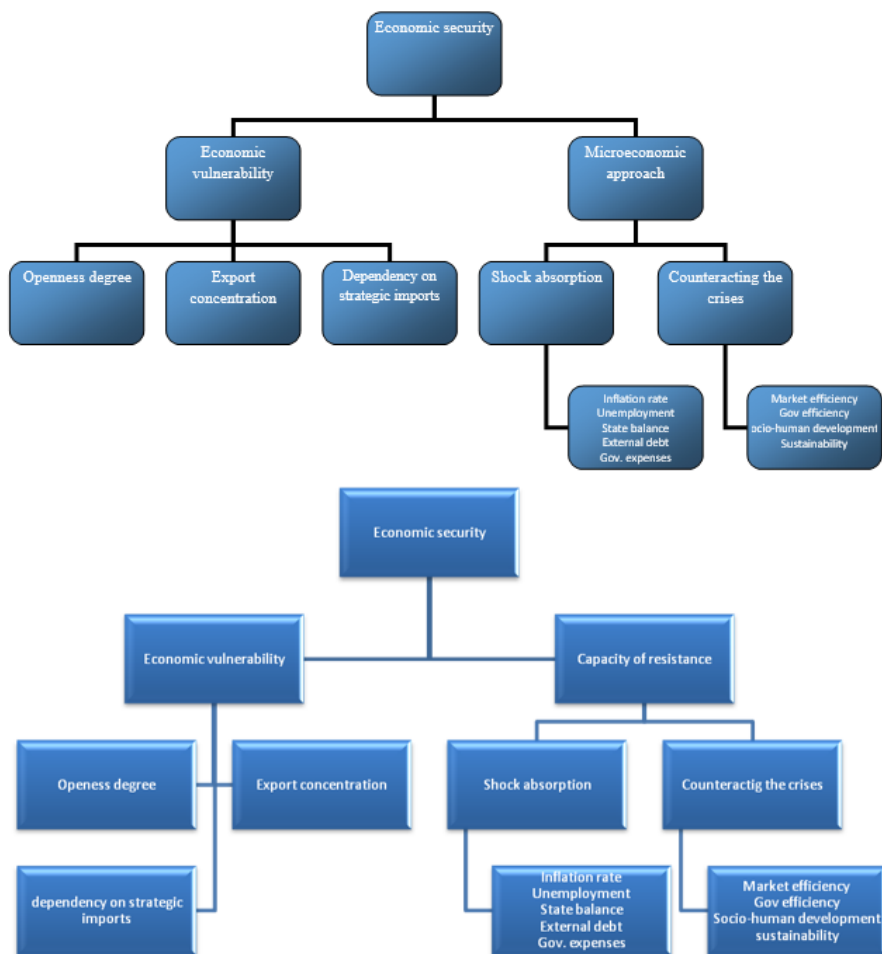 Economic security
Economic
vulnerability
Microeconomic
approach
Openness degree
Export
concentration
Dependency on
strategic imports
Shock absorption
Counteracting the
crises
Inflation rate
Unemployment
State balance
External debt
Gov. expenses
Market efficiency
Gov efficiency
Socio-human development
Sustainability
Economic security
Economic vulnerability
Capacity of resistance
Openess degree
Export concentration
Shock absorption
Counteractig the crises
dependency on strategic
imports
Inflation rate
Unemployment
State balance
External debt
Gov. expenses
Market efficiency
Gov efficiency
Socio-human development
sustainability